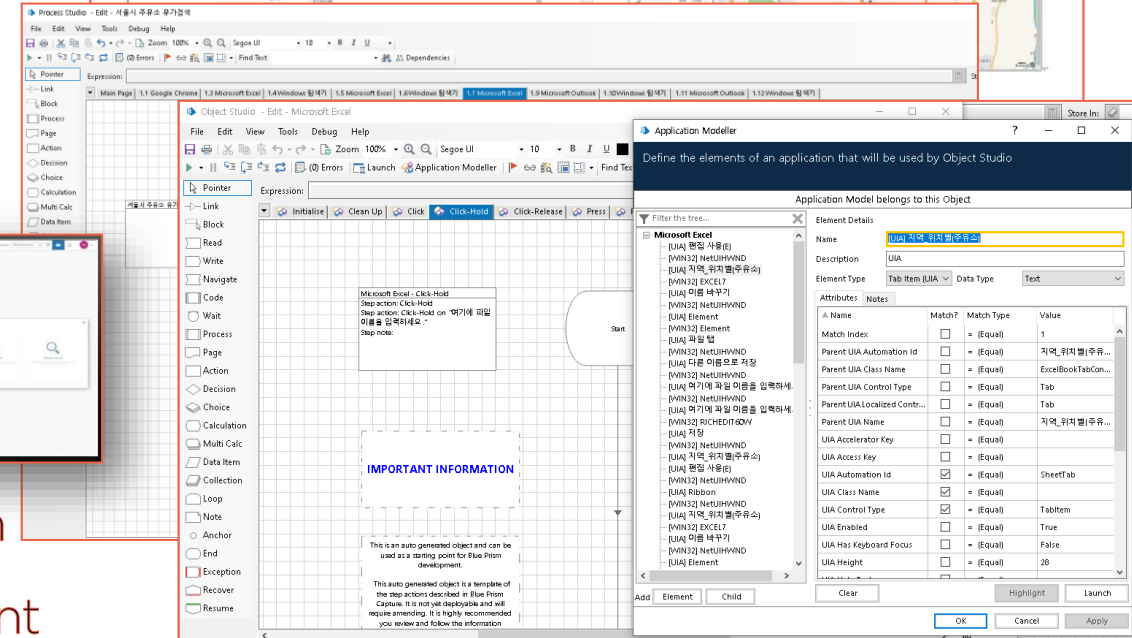 Process Studio - Edit - 서울시 주유소 유가검색
File Edit View Tools Debug Help
Zoom 100% Segoe UI 10 B I U
(0) Errors Find Text Dependencies
Pointer
Expression:
Link
Block
Process
Page
Action
Decision
Choice
Calculation
Multi Calc
Data Item
Main Page 1.1 Google Chrome 1.3 Microsoft Excel 1.4Windows 탐색기 1.5 Microsoft Excel 1.6Windows 탐색기 1.7 Microsoft Excel 1.9 Microsoft Outlook 1.10Windows 탐색기 1.11 Microsoft Outlook 1.12Windows 탐색기
Store In:
Object Studio - Edit - Microsoft Excel
File Edit View Tools Debug Help
Zoom 100% Segoe UI 10 B I U
(0) Errors Launch Application Modeller Find Tex
Pointer
Expression:
Link
Block
Read
Write
Navigate
Code
Wait
Process
Page
Action
Decision
Choice
Calculation
Multi Calc
Data Item
Collection
Loop
Note
Anchor
End
Exception
Recover
Resume
Initialise Clean Up Click Click-Hold Click-Release Press
Microsoft Excel - Click-Hold
Step action: Click-Hold
Step action: Click-Hold on "여기에 파일
이름을 입력하세요 ."
Step note:
Start
IMPORTANT INFORMATION
This is an auto generated object and can be
used as a starting point for Blue Prism
development.
This auto generated object is a template of
the step actions described in Blue Prism
Capture. It is not yet deployable and will
require amending. It is highly recommended
you review and follow the information
Application Modeller
Define the elements of an application that will be used by Object Studio
Application Model belongs to this Object
Filter the tree...
Microsoft Excel
[UIA] 편집 사용(E)
[WIN32] NetUIHWND
[UIA] 지역_위치별(주유소)
[WIN32] EXCEL7
[UIA] 이름 바꾸기
[WIN32] NetUIHWND
[UIA] Element
[WIN32] Element
[UIA] 파일 탭
[WIN32] NetUIHWND
[UIA] 다른 이름으로 저장
[WIN32] NetUIHWND
[UIA] 여기에 파일 이름을 입력하세.
[WIN32] NetUIHWND
[UIA] 여기에 파일 이름을 입력하세.
[WIN32] RICHEDIT60W
[UIA] 저장
[WIN32] NetUIHWND
[UIA] 지역_위치별(주유소)
[UIA] 편집 사용(E)
[WIN32] NetUIHWND
[UIA] Ribbon
[WIN32] NetUIHWND
[UIA] 지역_위치별(주유소)
[WIN32] EXCEL7
[UIA] 이름 바꾸기
[WIN32] NetUIHWND
[UIA] Element
Add Element Child
Element Details
Name [UIA] 지역_위치별(주유소)
Description UIA
Element Type Tab Item (UIA Data Type Text
Attributes Notes
Name Match? Match Type Value
Match Index = (Equal) 1
Parent UIA Automation Id = (Equal) 지역_위치별(주유...
Parent UIA Class Name = (Equal) ExcelBookTabCon...
Parent UIA Control Type = (Equal) Tab
Parent UIA Localized Contr... = (Equal) Tab
Parent UIA Name = (Equal) 지역_위치별(주유...
UIA Accelerator Key = (Equal)
UIA Access Key = (Equal)
UIA Automation Id = (Equal) SheetTab
UIA Class Name = (Equal)
UIA Control Type = (Equal) TabItem
UIA Enabled = (Equal) True
UIA Has Keyboard Focus = (Equal) False
UIA Height = (Equal) 28
Clear Highlight Launch
OK Cancel Apply
nt